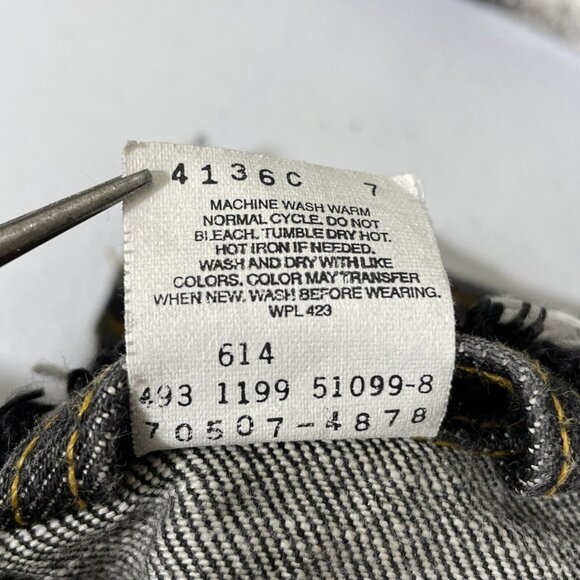 4136C 7
MACHINE WASH WARM
NORMAL CYCLE. DO NOT
BLEACH. TUMBLE DRY HOT.
HOT IRON IF NEEDED.
WASH AND DRY WITH LIKE
COLORS. COLOR MAY TRANSFER
WHEN NEW. WASH BEFORE WEARING.
WPL 423
614
493 1199 51099-8
70507-4878